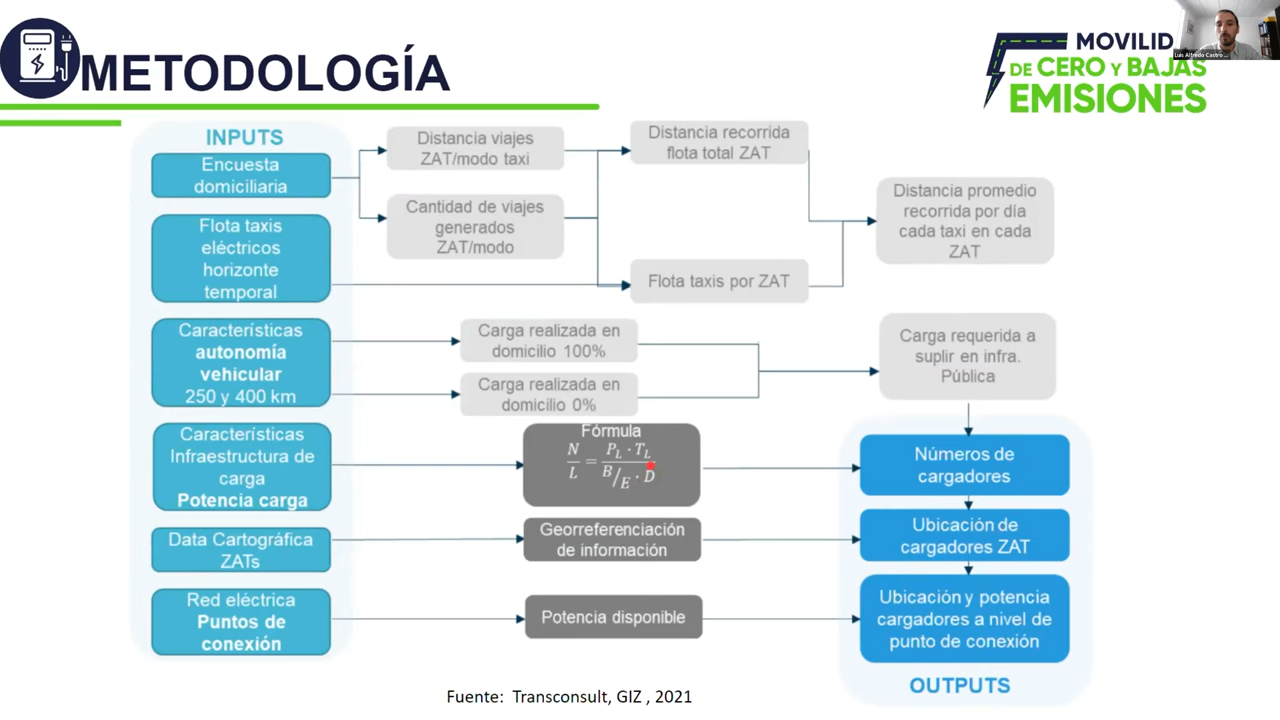 METODOLOGÍA
MOVILID
DE CERO Y BAJAS
EMISIONES
Luis Alfredo Castro ...
INPUTS
Encuesta
domiciliaria
Flota taxis
eléctricos
horizonte
temporal
Características
autonomía
vehicular
250 y 400 km
Características
Infraestructura de
carga
Potencia carga
Data Cartográfica
ZATs
Red eléctrica
Puntos de
conexión
Distancia viajes
ZAT/modo taxi
Cantidad de viajes
generados
ZAT/modo
Distancia recorrida
flota total ZAT
Flota taxis por ZAT
Distancia promedio
recorrida por día
cada taxi en cada
ZAT
Carga realizada en
domicilio 100%
Carga realizada en
domicilio 0%
Carga requerida a
suplir en infra.
Pública
Fórmula
N/L = (P_L · T_L)/(B/E · D)
Georreferenciación
de información
Potencia disponible
Números de
cargadores
Ubicación de
cargadores ZAT
Ubicación y potencia
cargadores a nivel de
punto de conexión
OUTPUTS
Fuente: Transconsult, GIZ , 2021